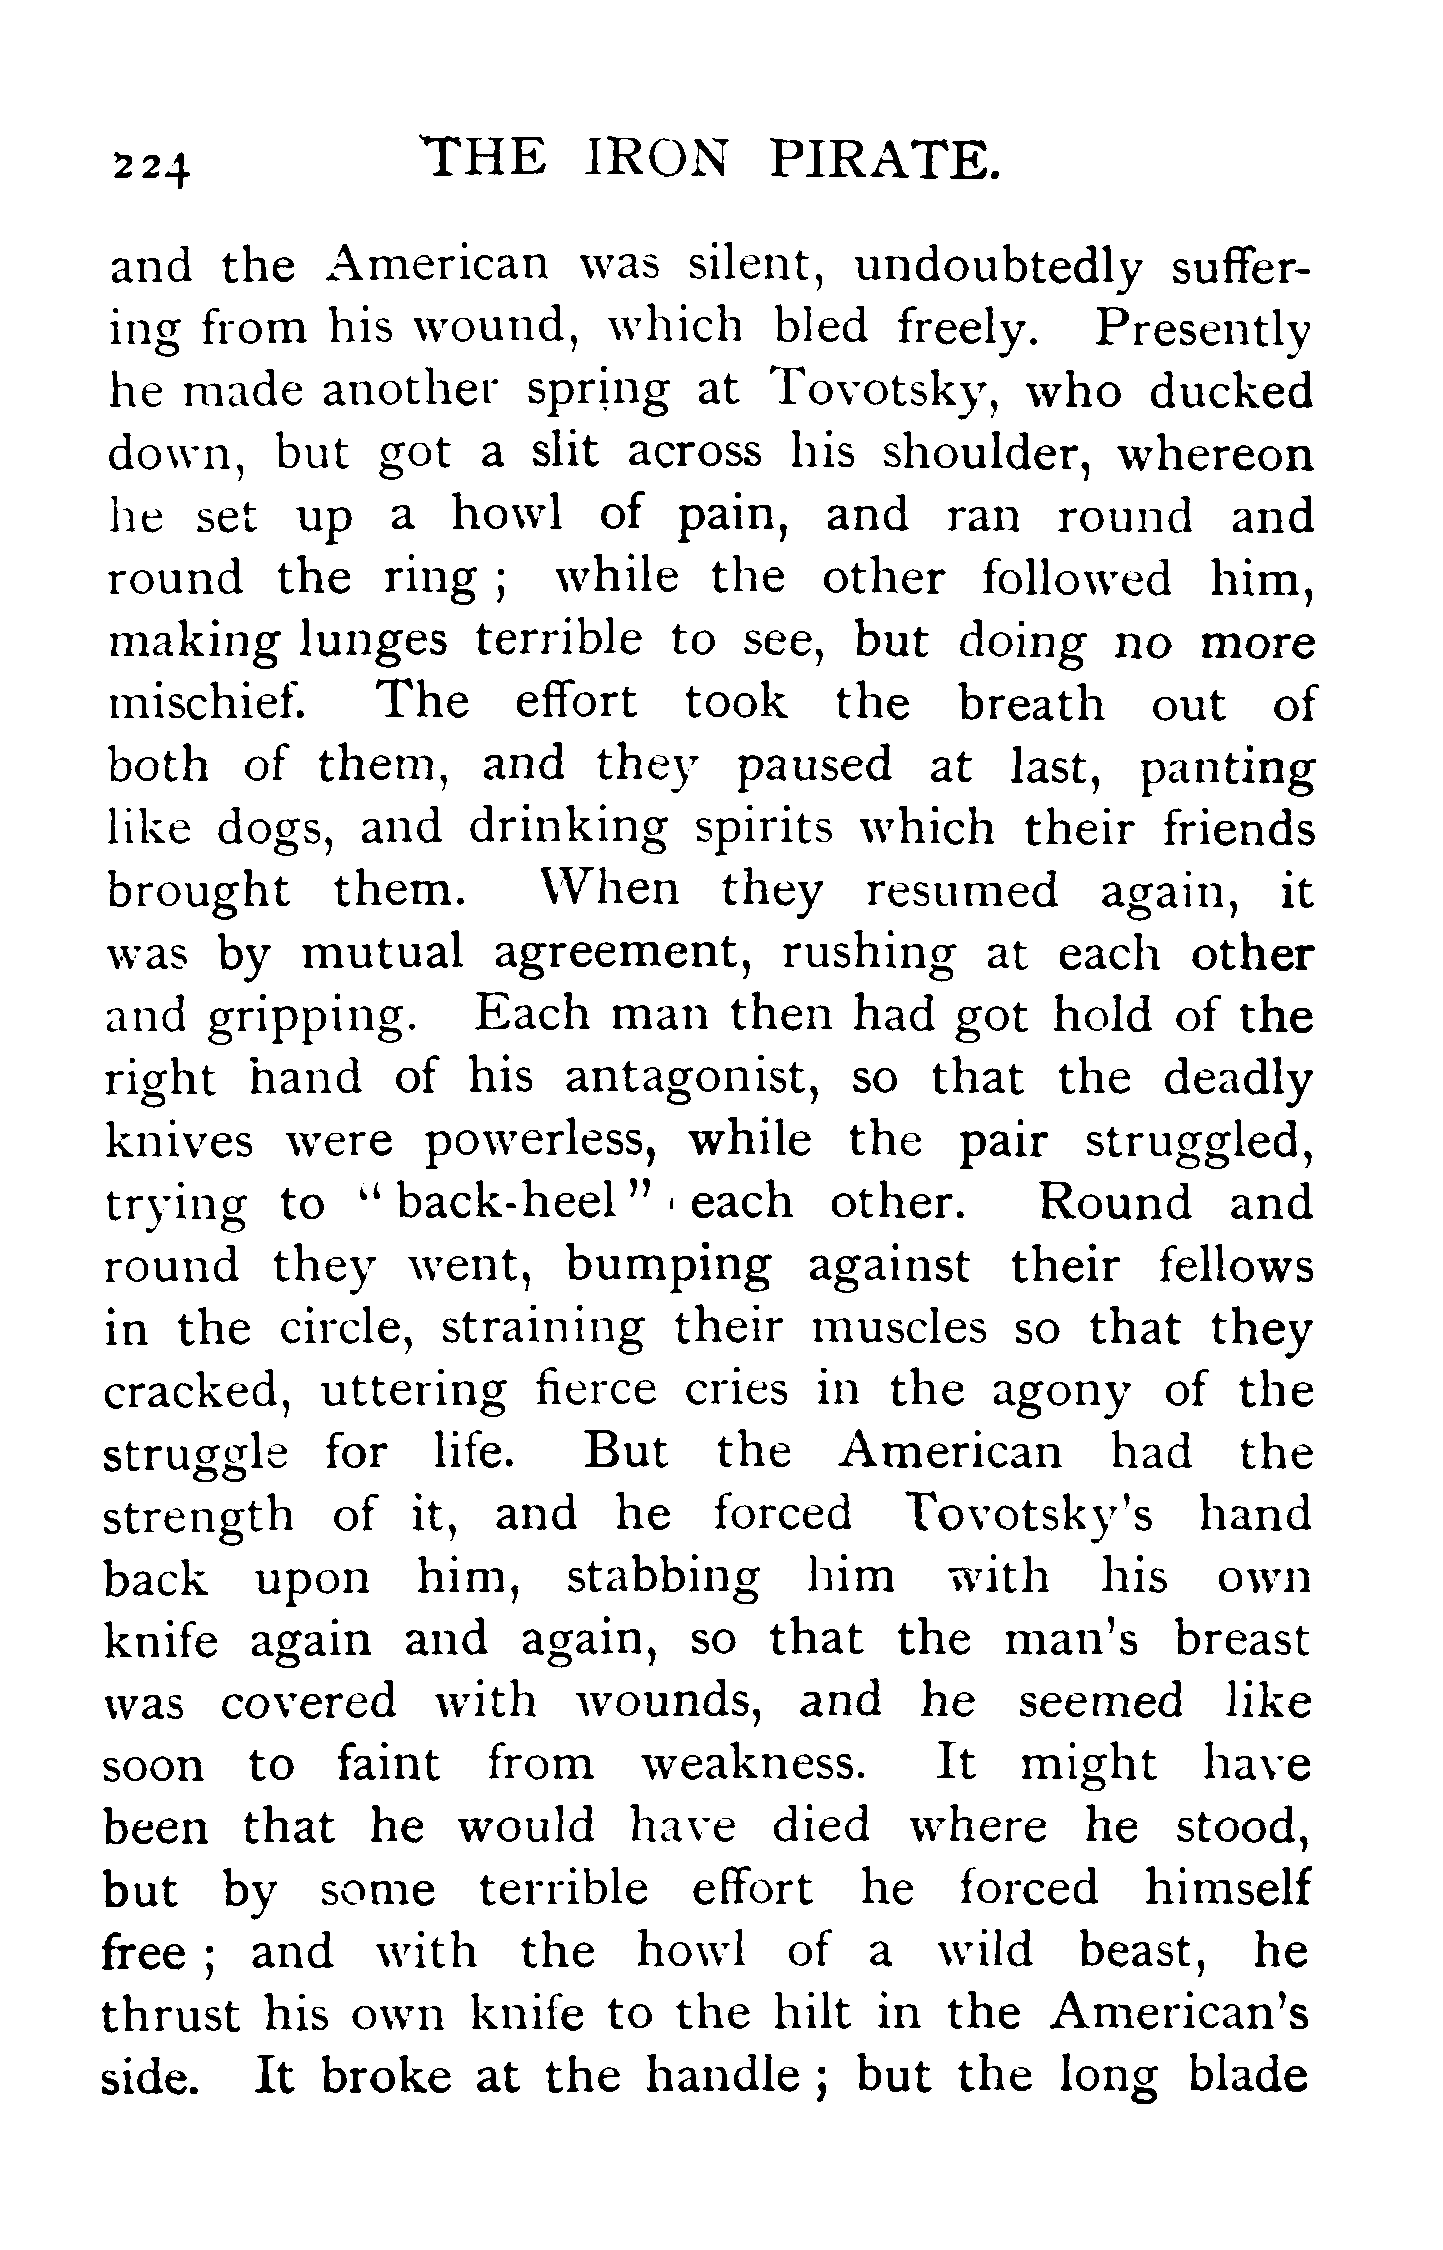 224 THE IRON PIRATE.
and the American was silent, undoubtedly suffer-
ing from his wound, which bled freely. Presently
he made another spring at Tovotsky, who ducked
down, but got a slit across his shoulder, whereon
he set up a howl of pain, and ran round and
round the ring ; while the other followed him,
making lunges terrible to see, but doing no more
mischief. The effort took the breath out of
both of them, and they paused at last, panting
like dogs, and drinking spirits which their friends
brought them. When they resumed again, it
was by mutual agreement, rushing at each other
and gripping. Each man then had got hold of the
right hand of his antagonist, so that the deadly
knives were powerless, while the pair struggled,
trying to “ back-heel ” each other. Round and
round they went, bumping against their fellows
in the circle, straining their muscles so that they
cracked, uttering fierce cries in the agony of the
struggle for life. But the American had the
strength of it, and he forced Tovotsky's hand
back upon him, stabbing him with his own
knife again and again, so that the man's breast
was covered with wounds, and he seemed like
soon to faint from weakness. It might have
been that he would have died where he stood,
but by some terrible effort he forced himself
free ; and with the howl of a wild beast, he
thrust his own knife to the hilt in the American's
side. It broke at the handle ; but the long blade